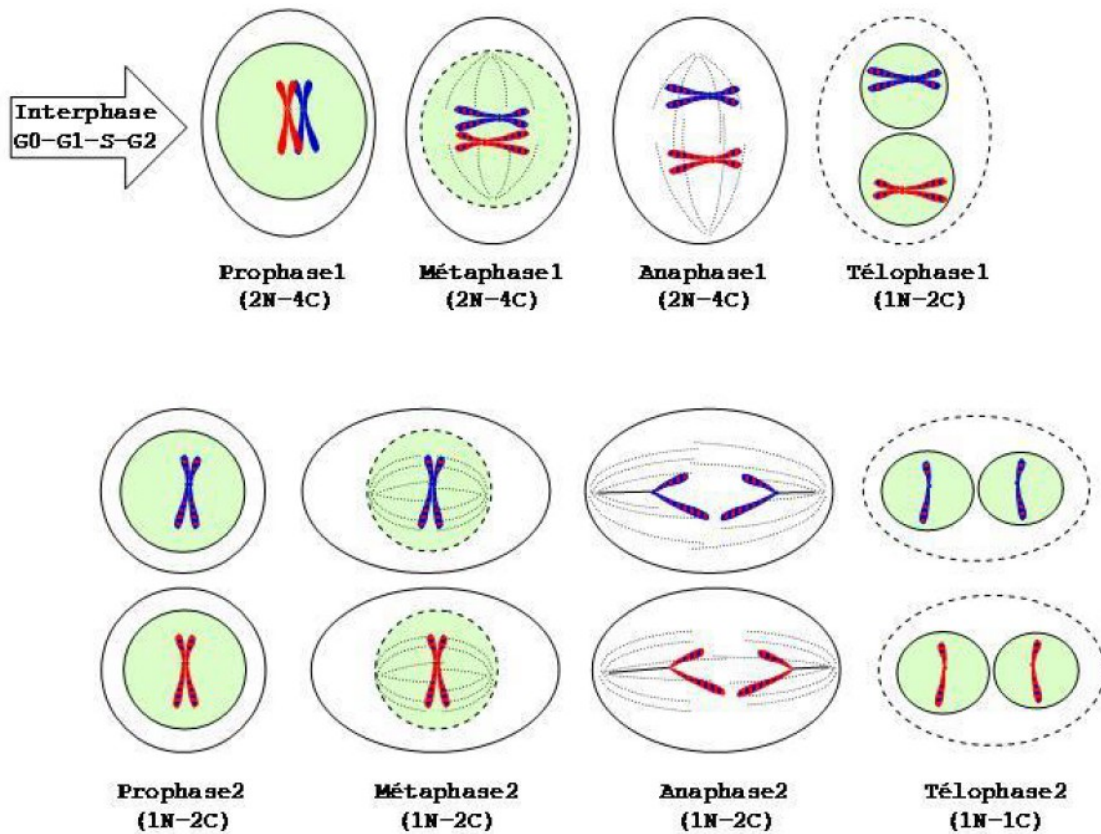 Interphase
G0-G1-S-G2
Prophase1 Métaphase1 Anaphase1 Télophase1
(2N-4C) (2N-4C) (2N-4C) (1N-2C)
Prophase2 Métaphase2 Anaphase2 Télophase2
(1N-2C) (1N-2C) (1N-2C) (1N-1C)